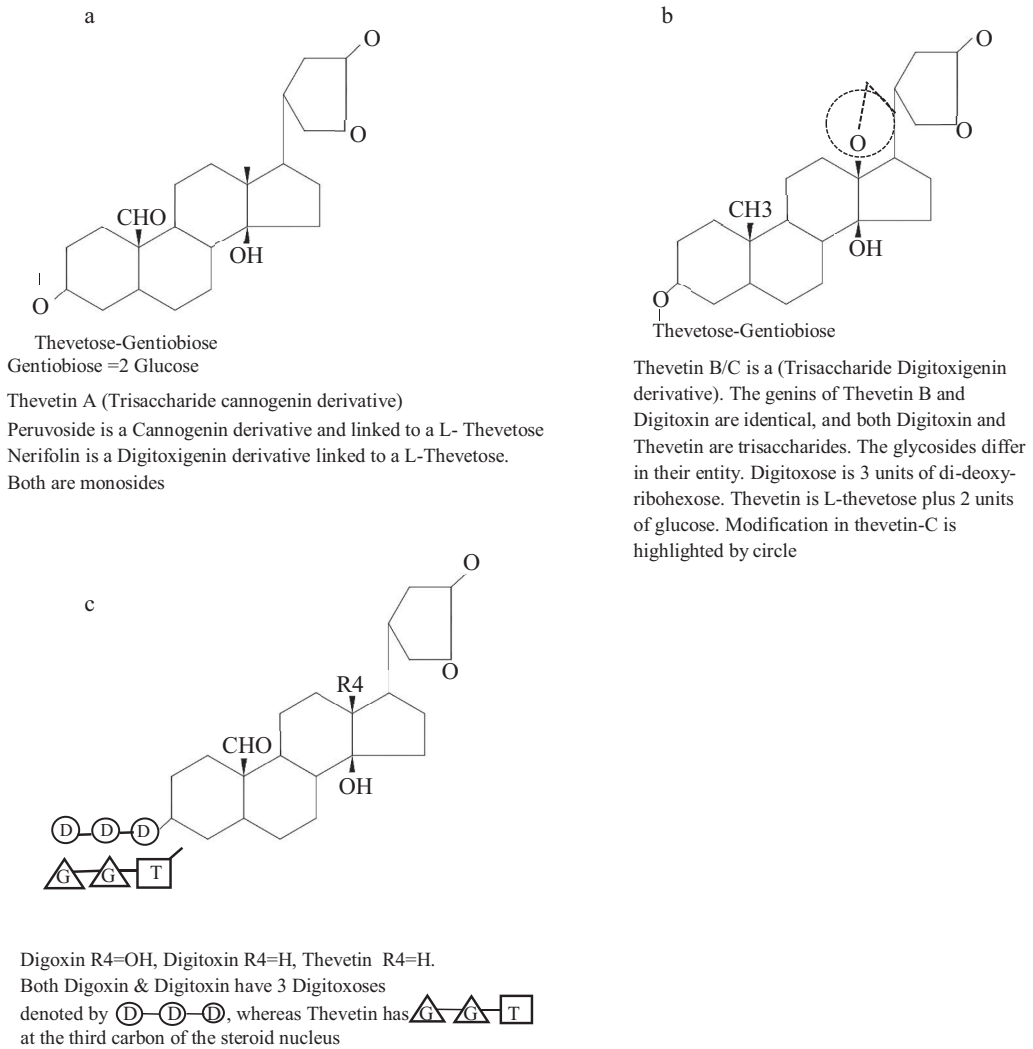 a
O
O
CHO
OH
O
Thevetose-Gentiobiose
Gentiobiose =2 Glucose
Thevetin A (Trisaccharide cannogenin derivative)
Peruvoside is a Cannogenin derivative and linked to a L- Thevetose
Nerifolin is a Digitoxigenin derivative linked to a L-Thevetose.
Both are monosides
b
O
O
O
CH3
OH
O
Thevetose-Gentiobiose
Thevetin B/C is a (Trisaccharide Digitoxigenin
derivative). The genins of Thevetin B and
Digitoxin are identical, and both Digitoxin and
Thevetin are trisaccharides. The glycosides differ
in their entity. Digitoxose is 3 units of di-deoxy-
ribohexose. Thevetin is L-thevetose plus 2 units
of glucose. Modification in thevetin-C is
highlighted by circle
c
O
O
R4
CHO
OH
D D D
G G T
Digoxin R4=OH, Digitoxin R4=H, Thevetin R4=H.
Both Digoxin & Digitoxin have 3 Digitoxoses
denoted by D D D, whereas Thevetin has G G T
at the third carbon of the steroid nucleus